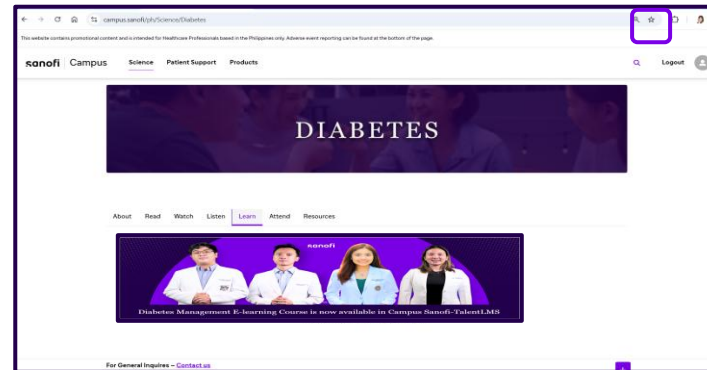 campus.sanofi/ph/Science/Diabetes
This website contains promotional content and is intended for Healthcare Professionals based in the Philippines only. Adverse event reporting can be found at the bottom of the page.
sanofi Campus Science Patient Support Products Logout
DIABETES
About Read Watch Listen Learn Attend Resources
sanofi
Diabetes Management E-learning Course is now available in Campus Sanofi-TalentLMS
For General Inquires – Contact us